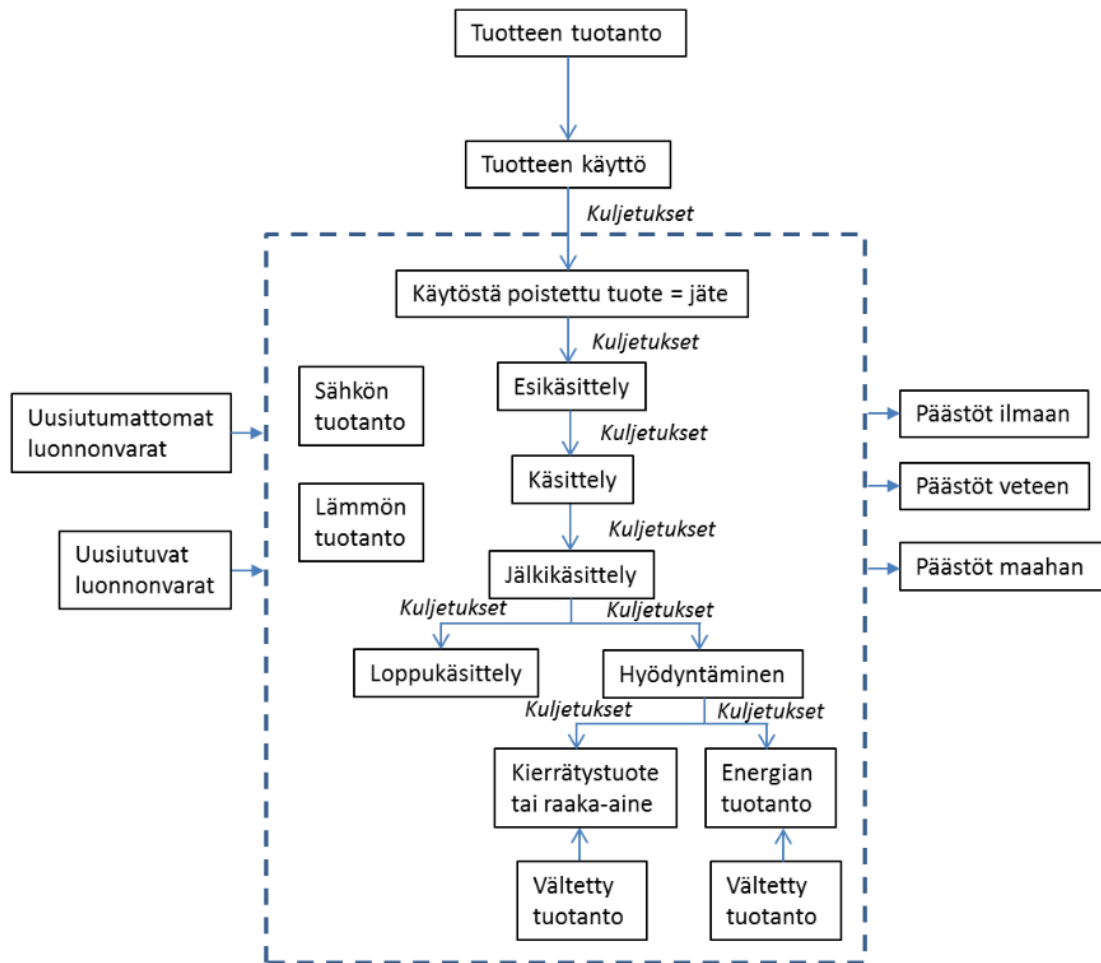 Tuotteen tuotanto
Tuotteen käyttö
Kuljetukset
Käytöstä poistettu tuote = jäte
Kuljetukset
Esikäsittely
Kuljetukset
Käsittely
Kuljetukset
Jälkikäsittely
Kuljetukset
Kuljetukset
Loppukäsittely
Hyödyntäminen
Kuljetukset
Kuljetukset
Kierrätystuote
tai raaka-aine
Energian
tuotanto
Vältetty
tuotanto
Vältetty
tuotanto
Sähkön
tuotanto
Lämmön
tuotanto
Uusiutumattomat
luonnonvarat
Uusiutuvat
luonnonvarat
Päästöt ilmaan
Päästöt veteen
Päästöt maahan